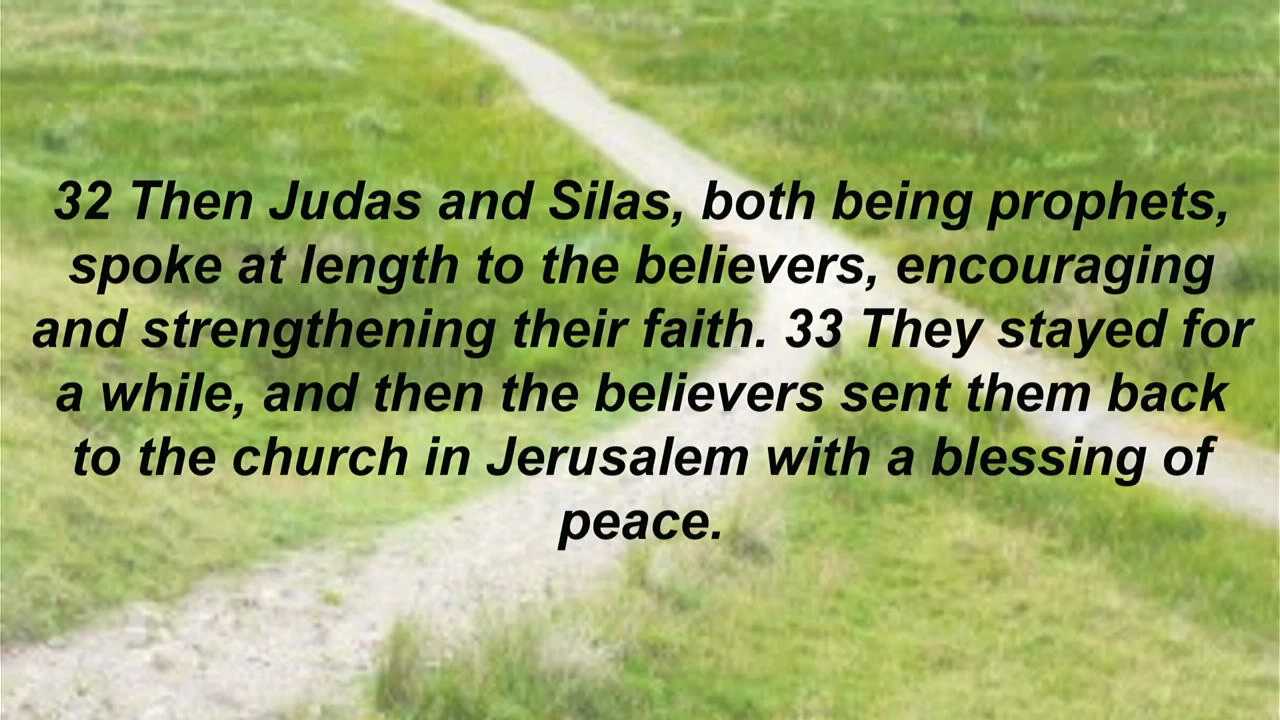 32 Then Judas and Silas, both being prophets,
spoke at length to the believers, encouraging
and strengthening their faith. 33 They stayed for
a while, and then the believers sent them back
to the church in Jerusalem with a blessing of
peace.